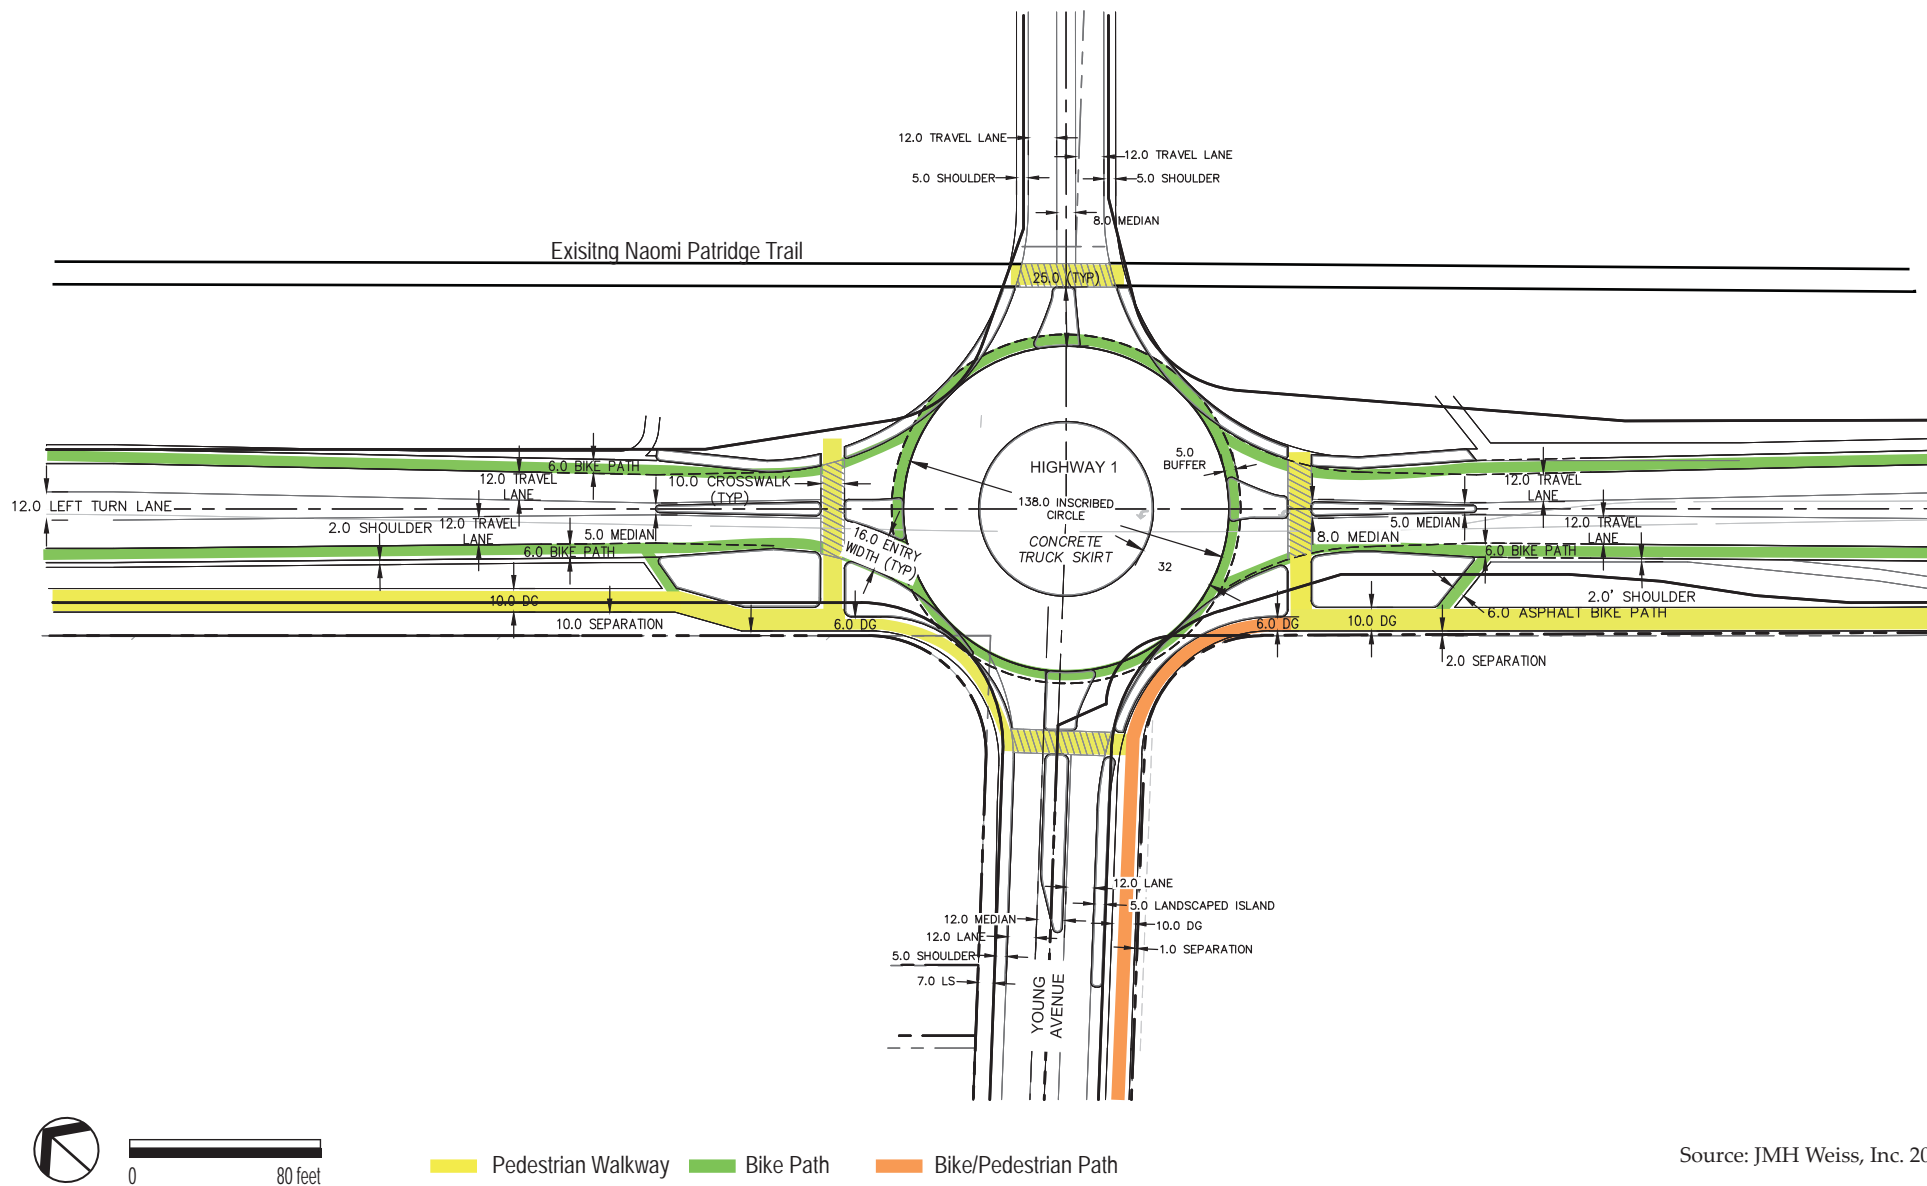 12.0 TRAVEL LANE
12.0 TRAVEL LANE
5.0 SHOULDER
5.0 SHOULDER
8.0 MEDIAN
Exisitng Naomi Patridge Trail
25.0 (TYP)
6.0 BIKE PATH
12.0 TRAVEL
LANE
10.0 CROSSWALK
(TYP)
12.0 LEFT TURN LANE
2.0 SHOULDER
12.0 TRAVEL
LANE
5.0 MEDIAN
6.0 BIKE PATH
16.0 ENTRY
WIDTH (TYP)
HIGHWAY 1
5.0
BUFFER
138.0 INSCRIBED
CIRCLE
CONCRETE
TRUCK SKIRT
32
12.0 TRAVEL
LANE
5.0 MEDIAN
12.0 TRAVEL
LANE
8.0 MEDIAN
6.0 BIKE PATH
2.0' SHOULDER
6.0 ASPHALT BIKE PATH
10.0 DG
10.0 SEPARATION
6.0 DG
6.0 DG
10.0 DG
2.0 SEPARATION
12.0 LANE
5.0 LANDSCAPED ISLAND
12.0 MEDIAN
10.0 DG
12.0 LANE
1.0 SEPARATION
5.0 SHOULDER
7.0 LS
YOUNG
AVENUE
0
80 feet
Pedestrian Walkway
Bike Path
Bike/Pedestrian Path
Source: JMH Weiss, Inc. 20